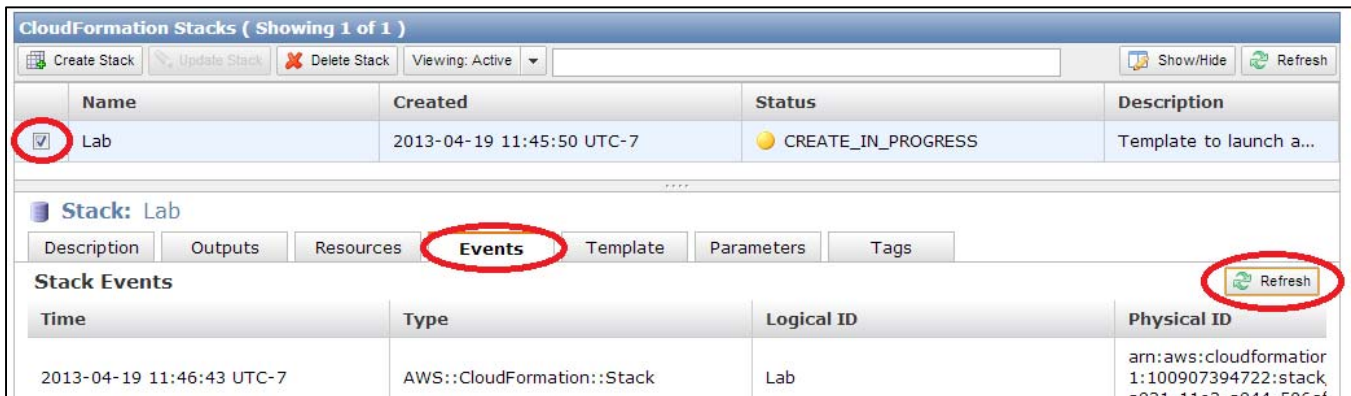 CloudFormation Stacks ( Showing 1 of 1 )
Create Stack Update Stack Delete Stack Viewing: Active Show/Hide Refresh
Name Created Status Description
Lab 2013-04-19 11:45:50 UTC-7 CREATE_IN_PROGRESS Template to launch a...
Stack: Lab
Description Outputs Resources Events Template Parameters Tags
Stack Events Refresh
Time Type Logical ID Physical ID
arn:aws:cloudformation
2013-04-19 11:46:43 UTC-7 AWS::CloudFormation::Stack Lab 1:100907394722:stack